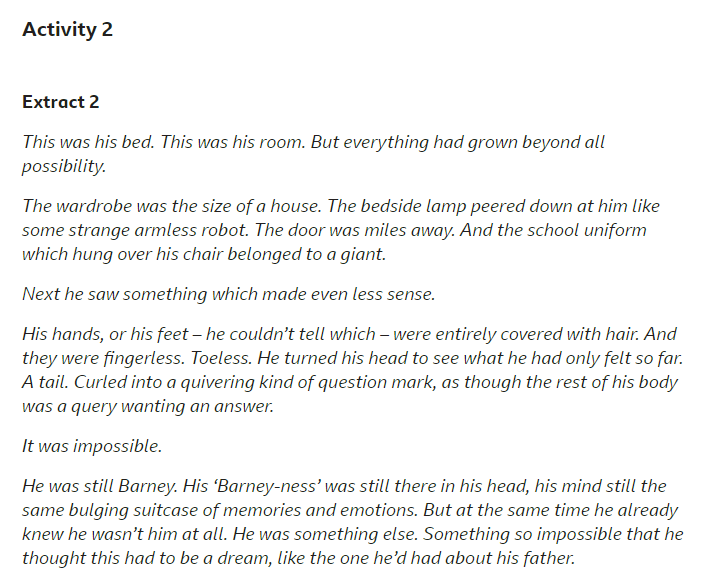 Activity 2
Extract 2
This was his bed. This was his room. But everything had grown beyond all
possibility.
The wardrobe was the size of a house. The bedside lamp peered down at him like
some strange armless robot. The door was miles away. And the school uniform
which hung over his chair belonged to a giant.
Next he saw something which made even less sense.
His hands, or his feet – he couldn’t tell which – were entirely covered with hair. And
they were fingerless. Toeless. He turned his head to see what he had only felt so far.
A tail. Curled into a quivering kind of question mark, as though the rest of his body
was a query wanting an answer.
It was impossible.
He was still Barney. His ‘Barney-ness’ was still there in his head, his mind still the
same bulging suitcase of memories and emotions. But at the same time he already
knew he wasn’t him at all. He was something else. Something so impossible that he
thought this had to be a dream, like the one he’d had about his father.